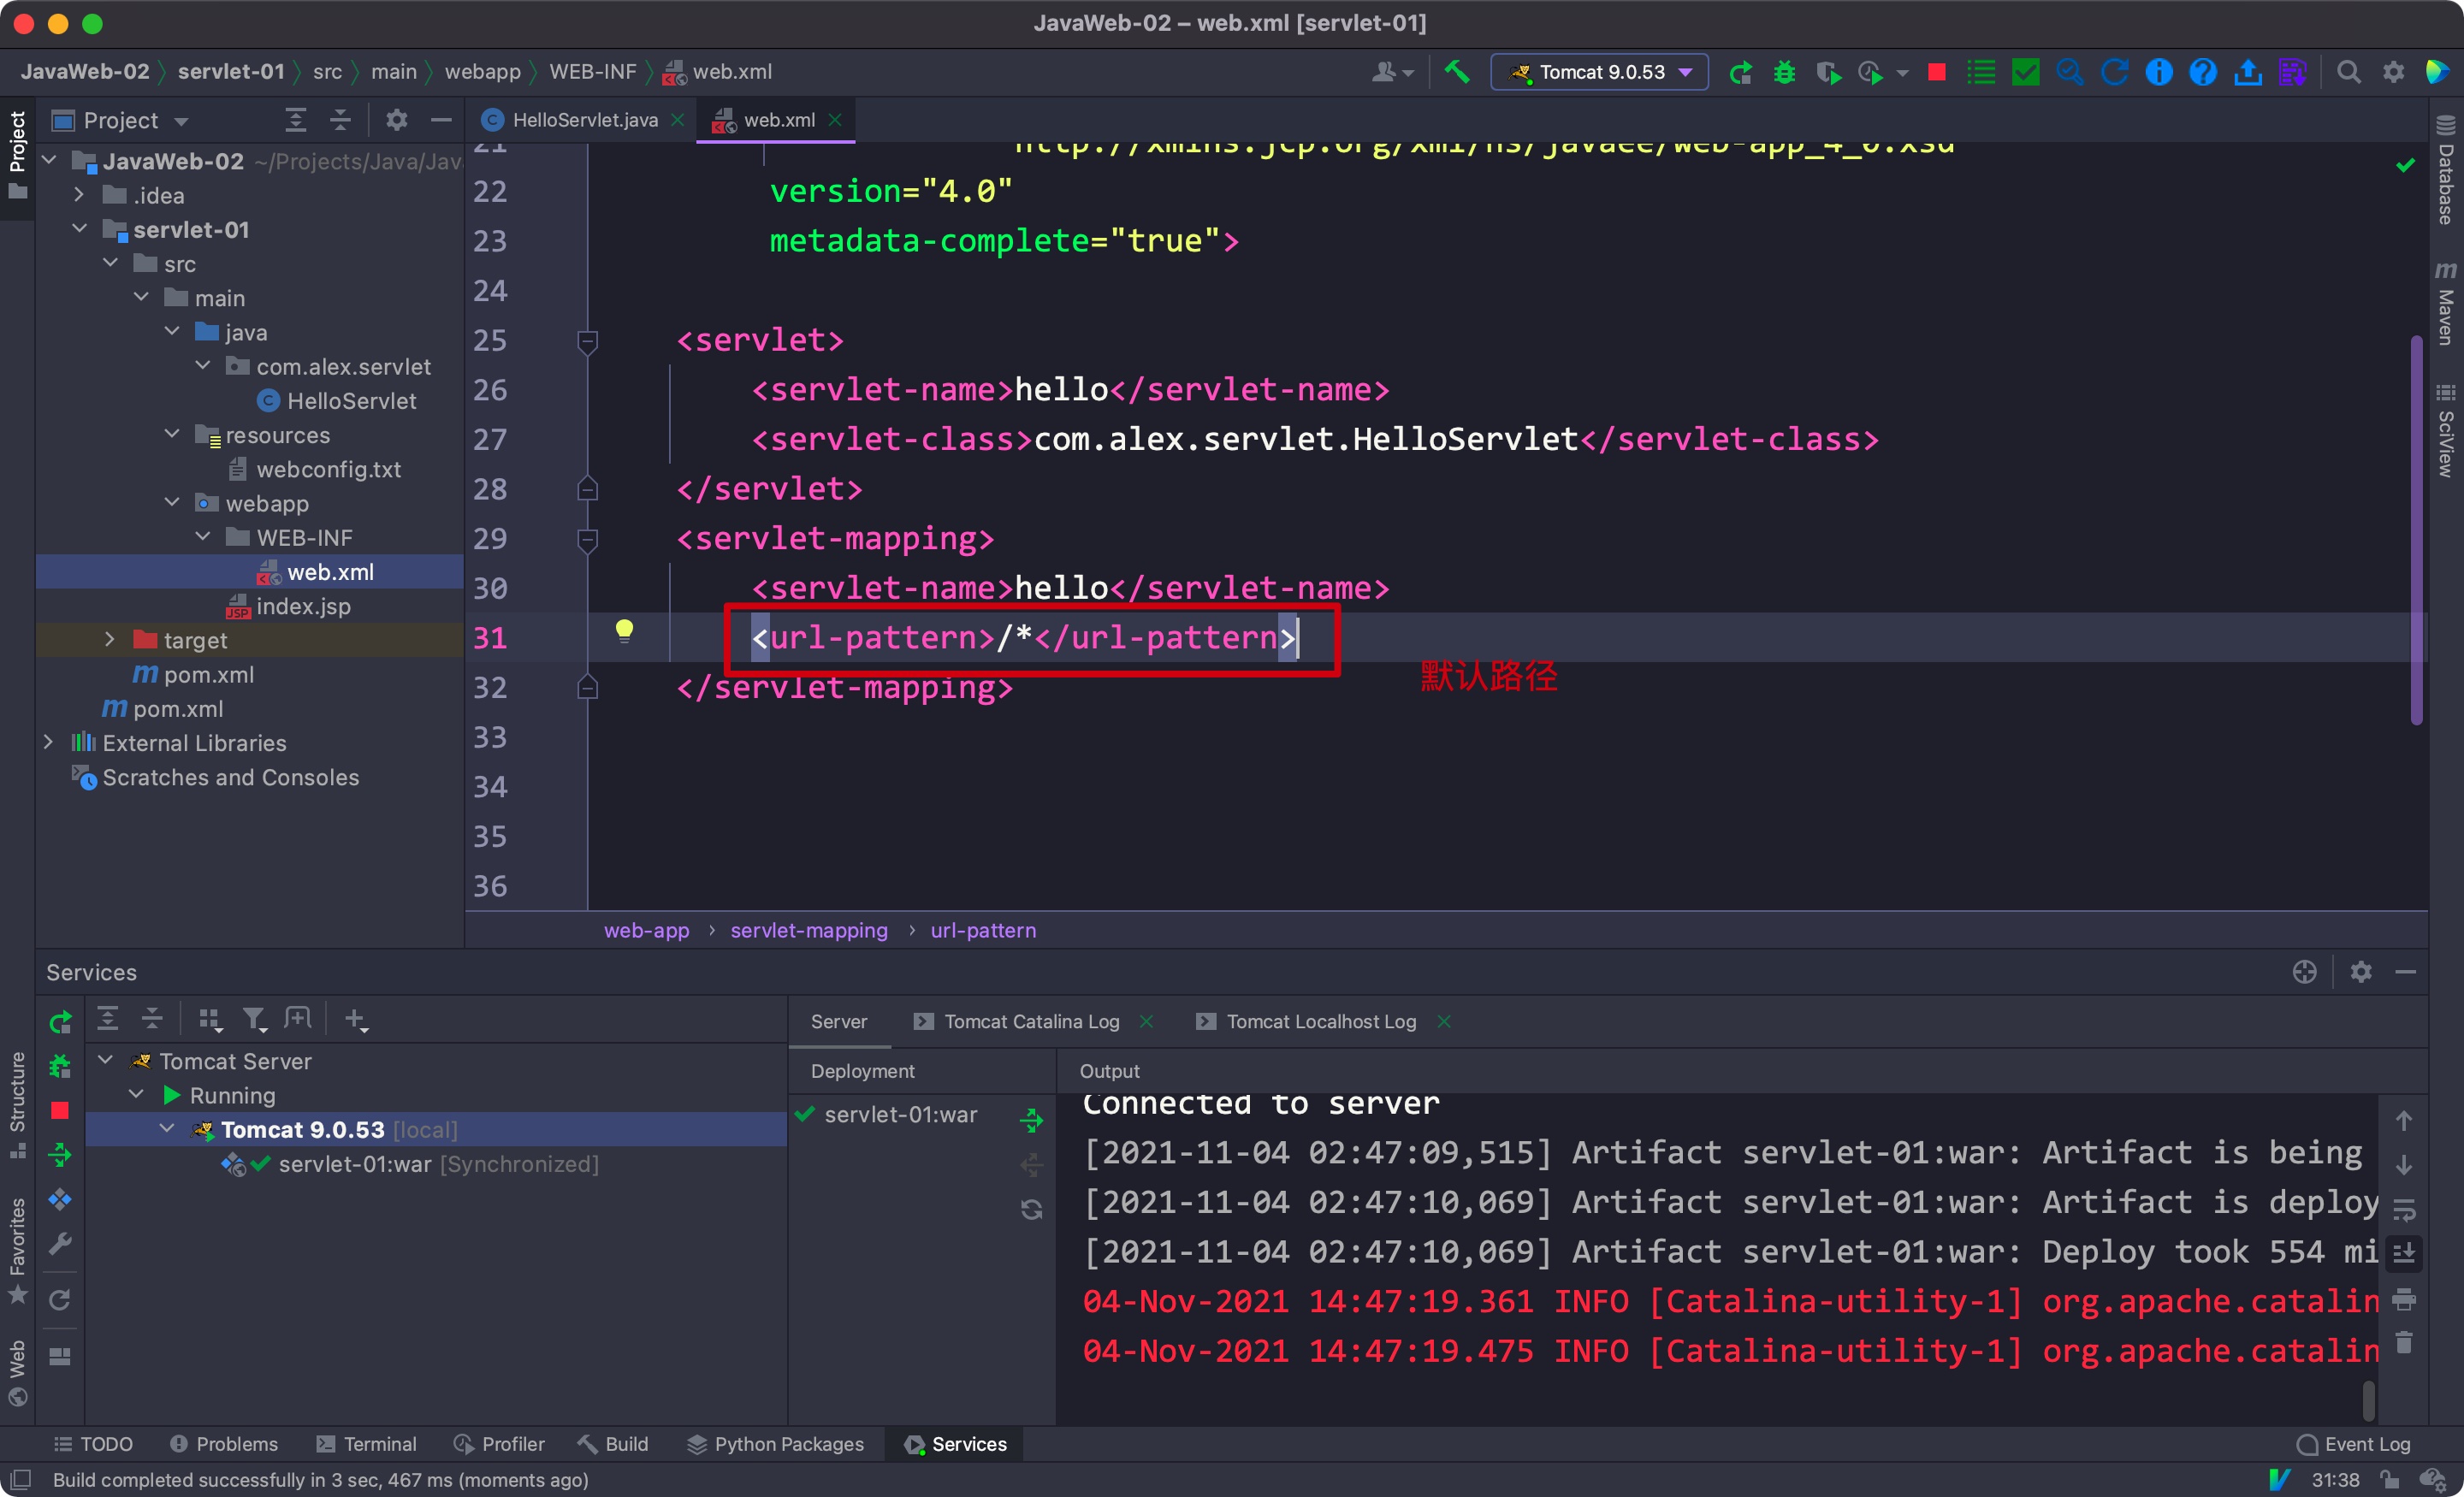 JavaWeb-02 – web.xml [servlet-01]
JavaWeb-02 servlet-01 src main webapp WEB-INF web.xml
Tomcat 9.0.53
Project
HelloServlet.java
web.xml
Project
JavaWeb-02 ~/Projects/Java/Jav
.idea
servlet-01
src
main
java
com.alex.servlet
HelloServlet
resources
webconfig.txt
webapp
WEB-INF
web.xml
index.jsp
target
pom.xml
pom.xml
External Libraries
Scratches and Consoles
21 http://xmlns.jcp.org/xml/ns/javaee/web-app_4_0.xsd
22 version="4.0"
23 metadata-complete="true">
24
25 <servlet>
26 <servlet-name>hello</servlet-name>
27 <servlet-class>com.alex.servlet.HelloServlet</servlet-class>
28 </servlet>
29 <servlet-mapping>
30 <servlet-name>hello</servlet-name>
31 <url-pattern>/*</url-pattern>
默认路径
32 </servlet-mapping>
33
34
35
36
web-app › servlet-mapping › url-pattern
Database
Maven
SciView
Services
Server
Tomcat Catalina Log
Tomcat Localhost Log
Tomcat Server
Running
Tomcat 9.0.53 [local]
servlet-01:war [Synchronized]
Deployment
servlet-01:war
Output
Connected to server
[2021-11-04 02:47:09,515] Artifact servlet-01:war: Artifact is being
[2021-11-04 02:47:10,069] Artifact servlet-01:war: Artifact is deploy
[2021-11-04 02:47:10,069] Artifact servlet-01:war: Deploy took 554 mi
04-Nov-2021 14:47:19.361 INFO [Catalina-utility-1] org.apache.catalin
04-Nov-2021 14:47:19.475 INFO [Catalina-utility-1] org.apache.catalin
Structure
Favorites
Web
TODO
Problems
Terminal
Profiler
Build
Python Packages
Services
Event Log
Build completed successfully in 3 sec, 467 ms (moments ago)
31:38